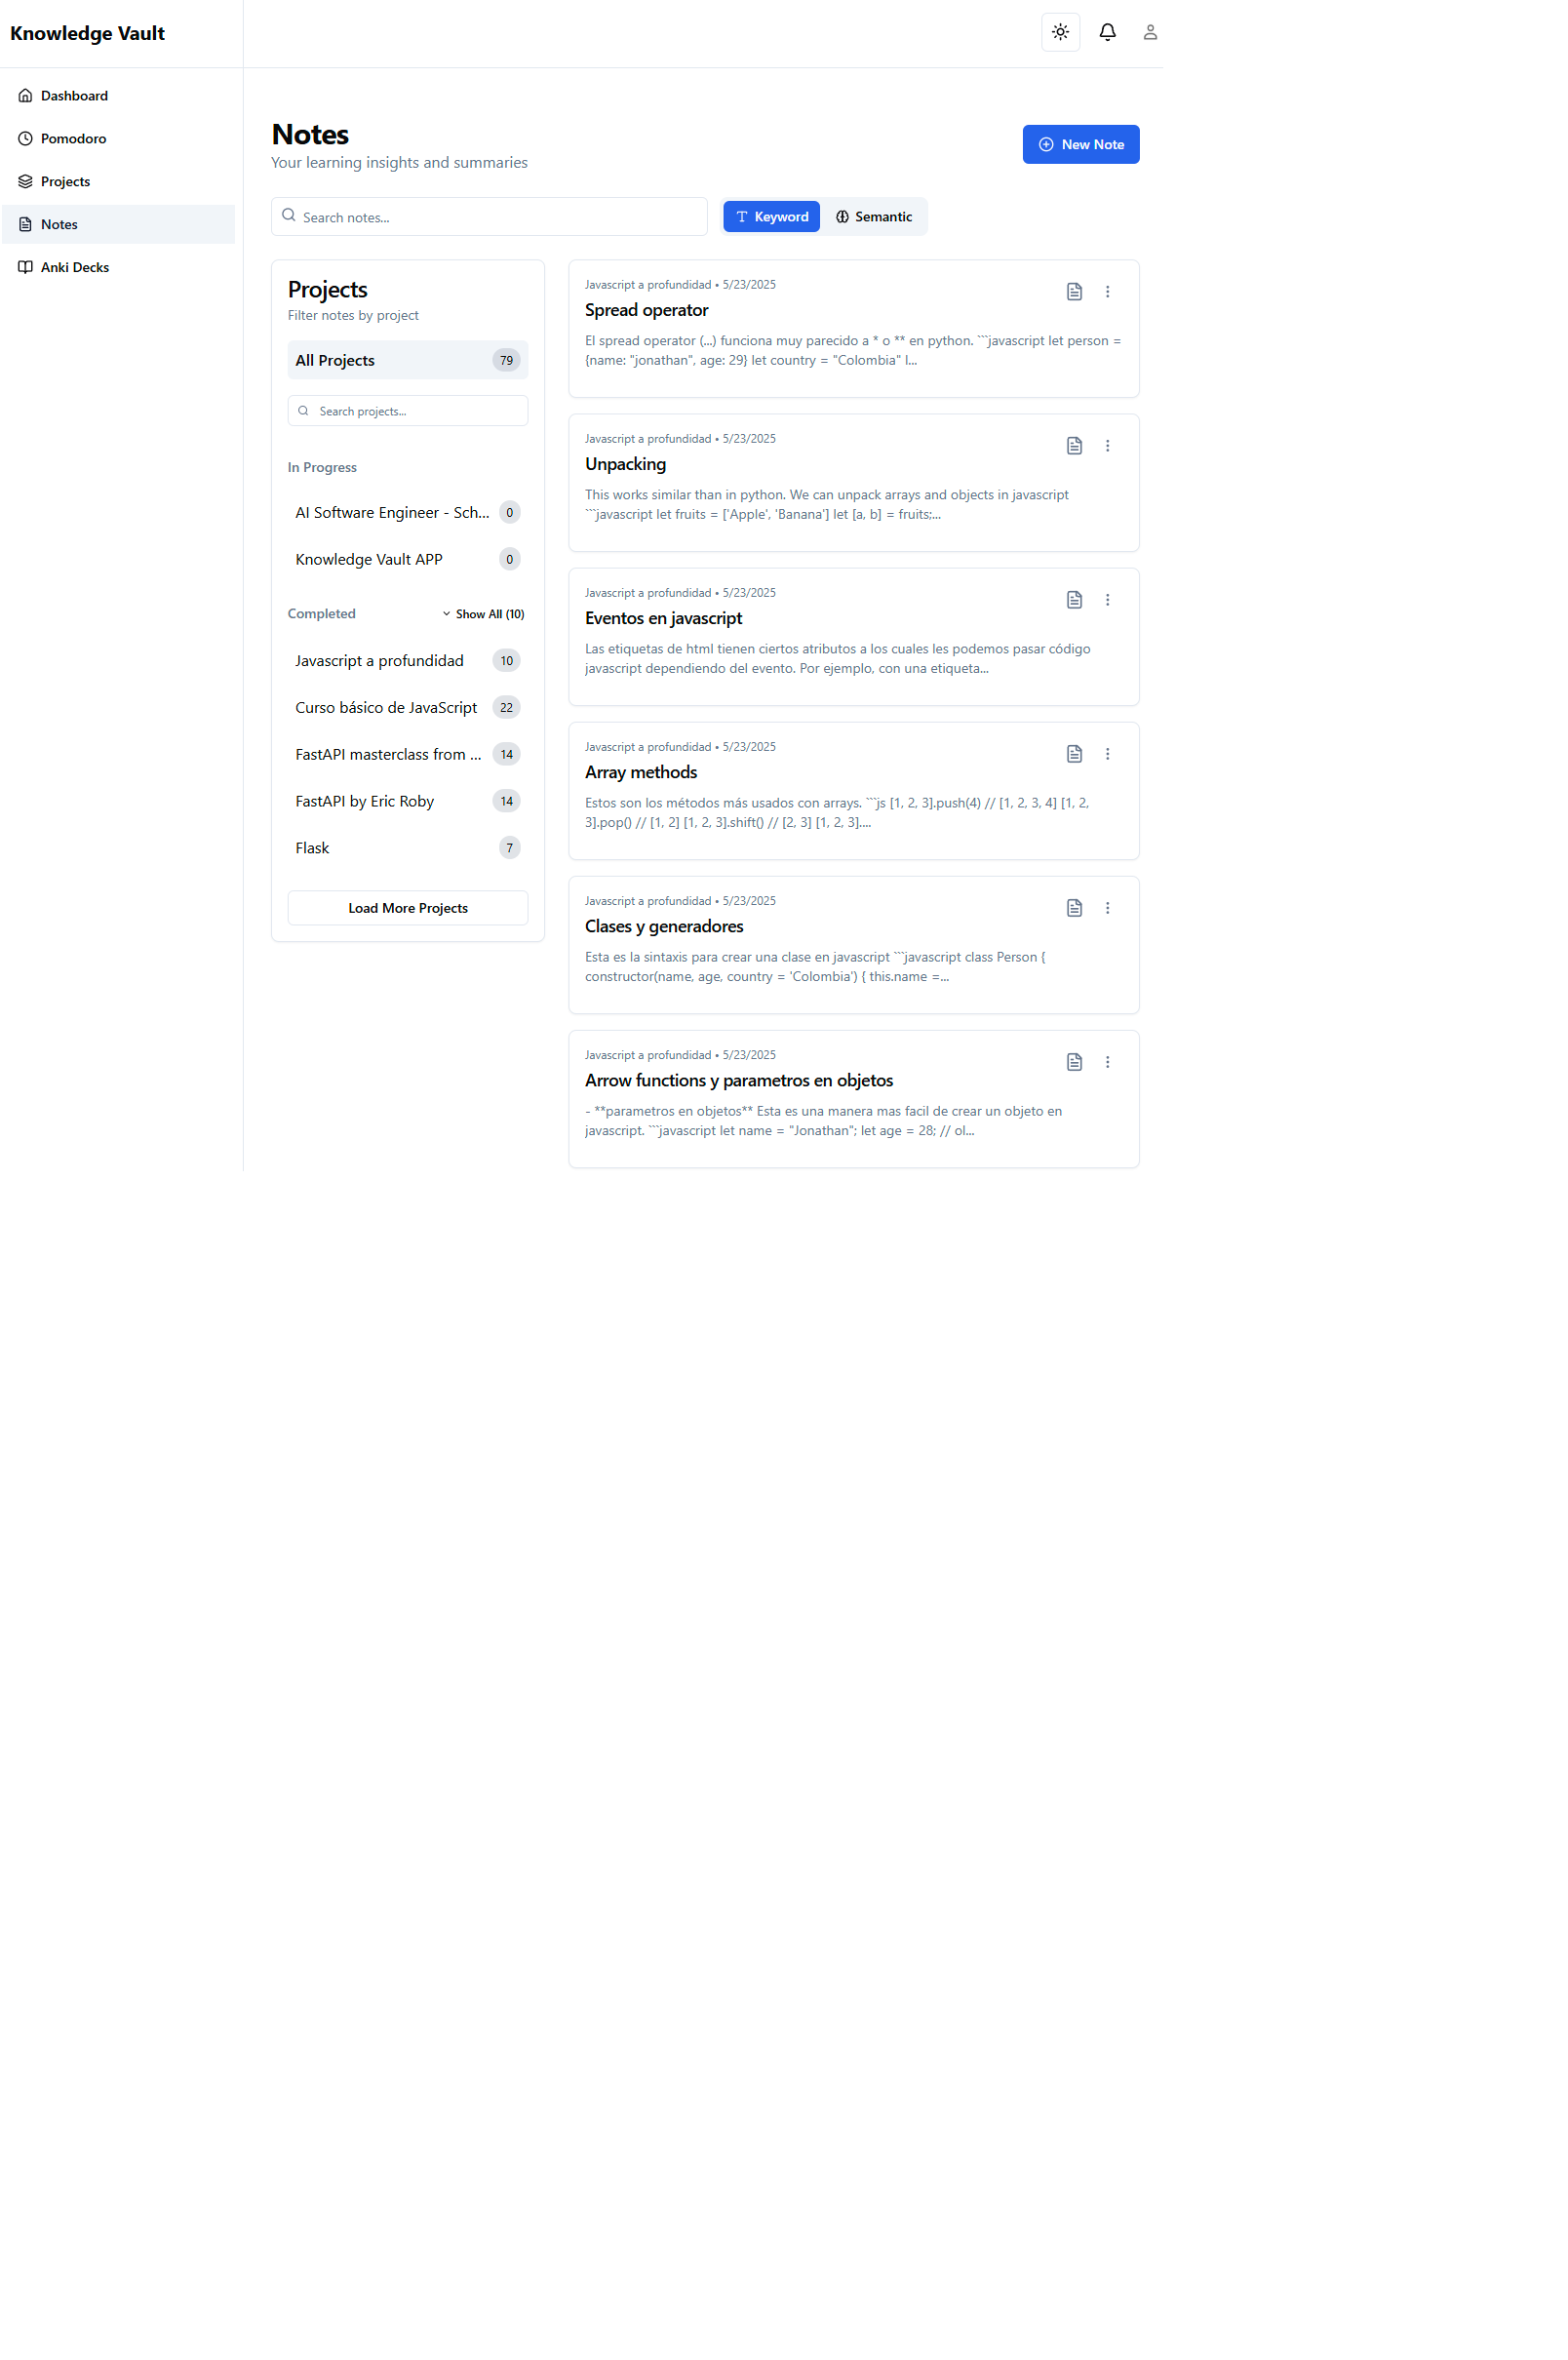 Knowledge Vault
Dashboard
Pomodoro
Projects
Notes
Anki Decks
Notes
Your learning insights and summaries
New Note
Search notes...
Keyword
Semantic
Projects
Filter notes by project
All Projects 79
Search projects...
In Progress
AI Software Engineer - Sch... 0
Knowledge Vault APP 0
Completed Show All (10)
Javascript a profundidad 10
Curso básico de JavaScript 22
FastAPI masterclass from ... 14
FastAPI by Eric Roby 14
Flask 7
Load More Projects
Javascript a profundidad • 5/23/2025
Spread operator
El spread operator (...) funciona muy parecido a * o ** en python. ```javascript let person =
{name: "jonathan", age: 29} let country = "Colombia" l...
Javascript a profundidad • 5/23/2025
Unpacking
This works similar than in python. We can unpack arrays and objects in javascript
```javascript let fruits = ['Apple', 'Banana'] let [a, b] = fruits;...
Javascript a profundidad • 5/23/2025
Eventos en javascript
Las etiquetas de html tienen ciertos atributos a los cuales les podemos pasar código
javascript dependiendo del evento. Por ejemplo, con una etiqueta...
Javascript a profundidad • 5/23/2025
Array methods
Estos son los métodos más usados con arrays. ```js [1, 2, 3].push(4) // [1, 2, 3, 4] [1, 2,
3].pop() // [1, 2] [1, 2, 3].shift() // [2, 3] [1, 2, 3]....
Javascript a profundidad • 5/23/2025
Clases y generadores
Esta es la sintaxis para crear una clase en javascript ```javascript class Person {
constructor(name, age, country = 'Colombia') { this.name =...
Javascript a profundidad • 5/23/2025
Arrow functions y parametros en objetos
- **parametros en objetos** Esta es una manera mas facil de crear un objeto en
javascript. ```javascript let name = "Jonathan"; let age = 28; // ol...